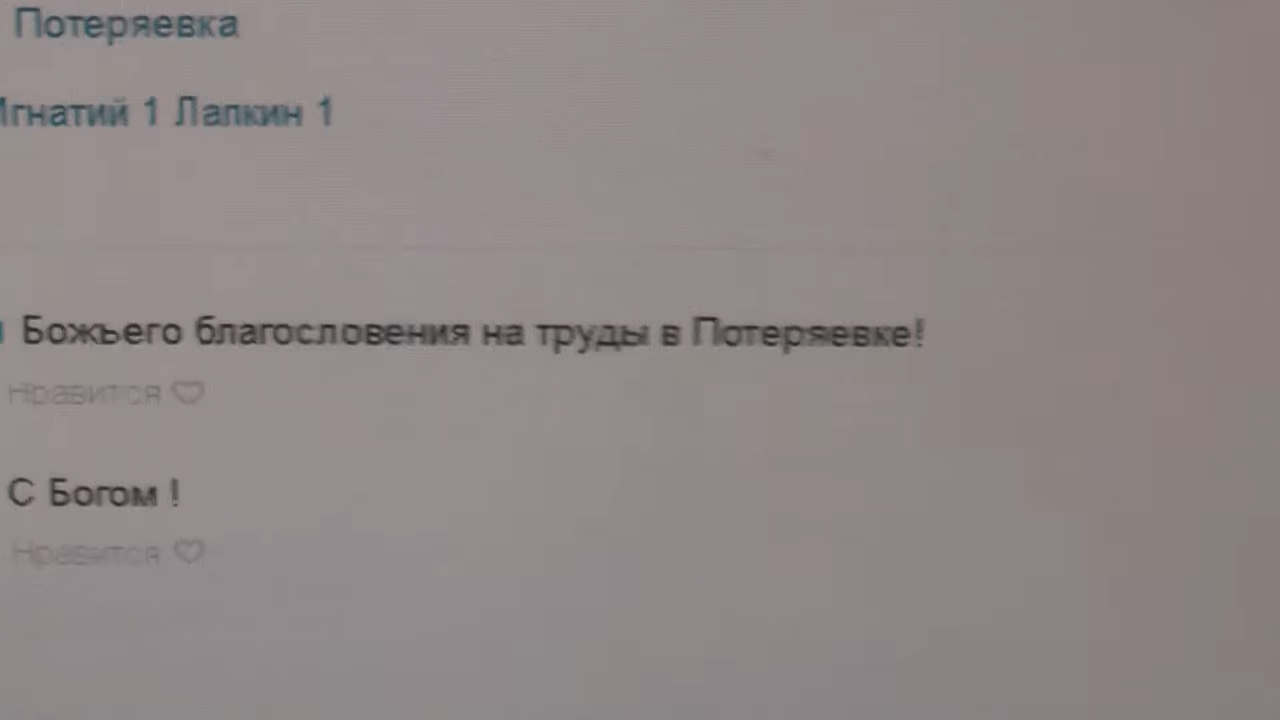 Потеряевка
Игнатий 1 Лапкин 1
Божьего благословения на труды в Потеряевке!
Нравится
С Богом !
Нравится